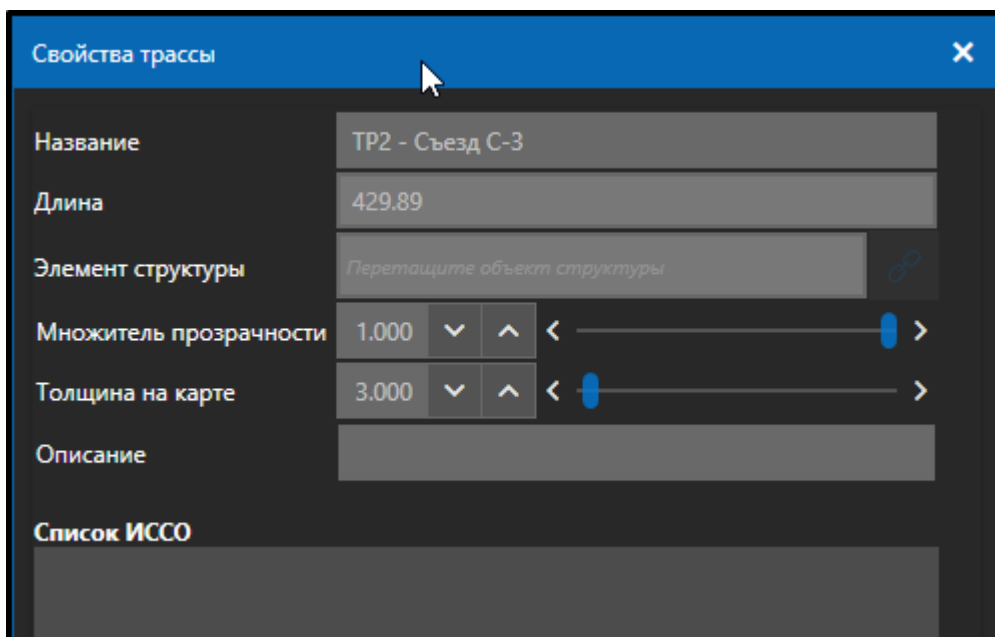 Свойства трассы
Название ТР2 - Съезд С-3
Длина 429.89
Элемент структуры Перетащите объект структуры
Множитель прозрачности 1.000
Толщина на карте 3.000
Описание
Список ИССО